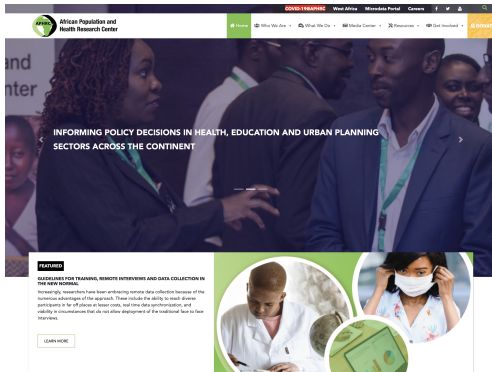 COVID-19@APHRC West Africa Microdata Portal Careers
APHRC
African Population and
Health Research Center
Home Who We Are What We Do Media Center Resources Get Involved
and
nter
INFORMING POLICY DECISIONS IN HEALTH, EDUCATION AND URBAN PLANNING
SECTORS ACROSS THE CONTINENT
FEATURED
GUIDELINES FOR TRAINING, REMOTE INTERVIEWS AND DATA COLLECTION IN
THE NEW NORMAL
Increasingly, researchers have been embracing remote data collection because of the
numerous advantages of the approach. These include the ability to reach diverse
participants in far off places at lesser costs, real time data synchronization, and
viability in circumstances that do not allow deployment of the traditional face to face
interviews.
LEARN MORE